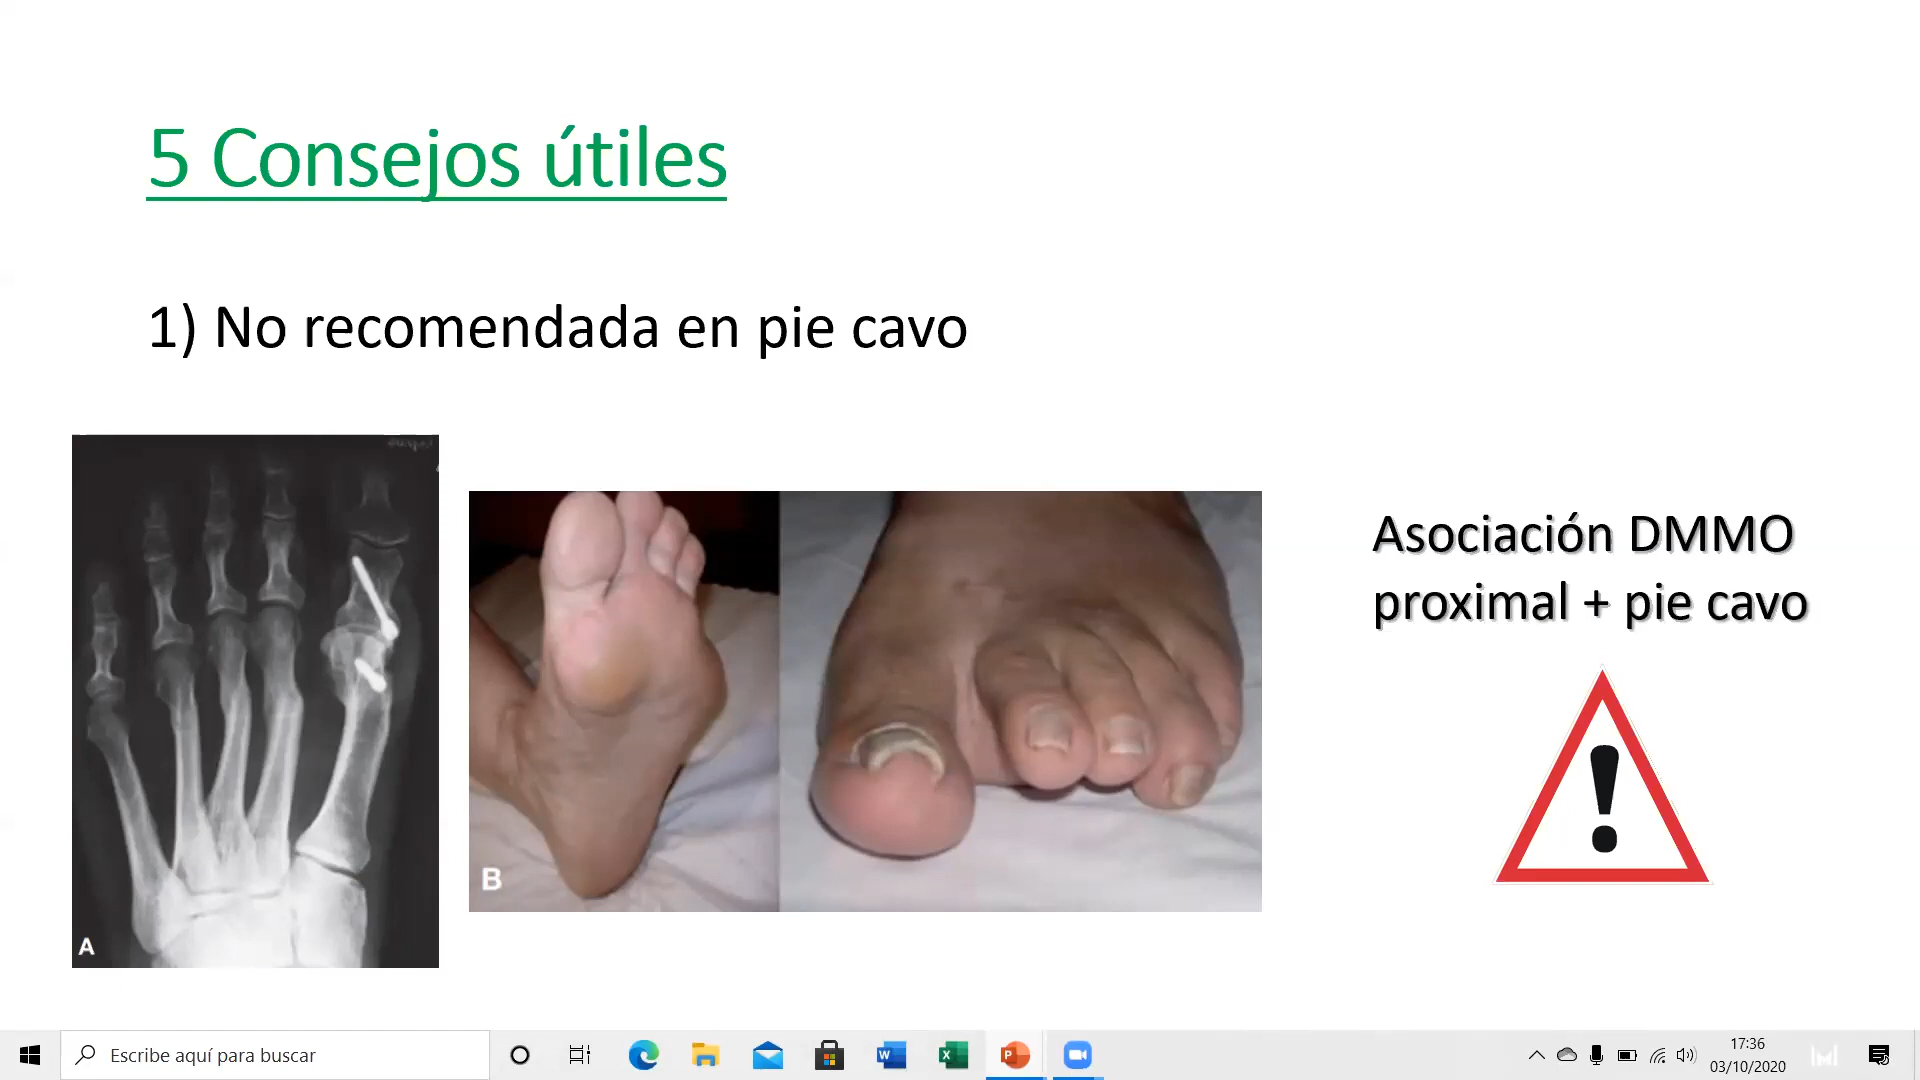 5 Consejos útiles
1) No recomendada en pie cavo
A
B
Asociación DMMO
proximal + pie cavo
Escribe aquí para buscar
17:36
03/10/2020